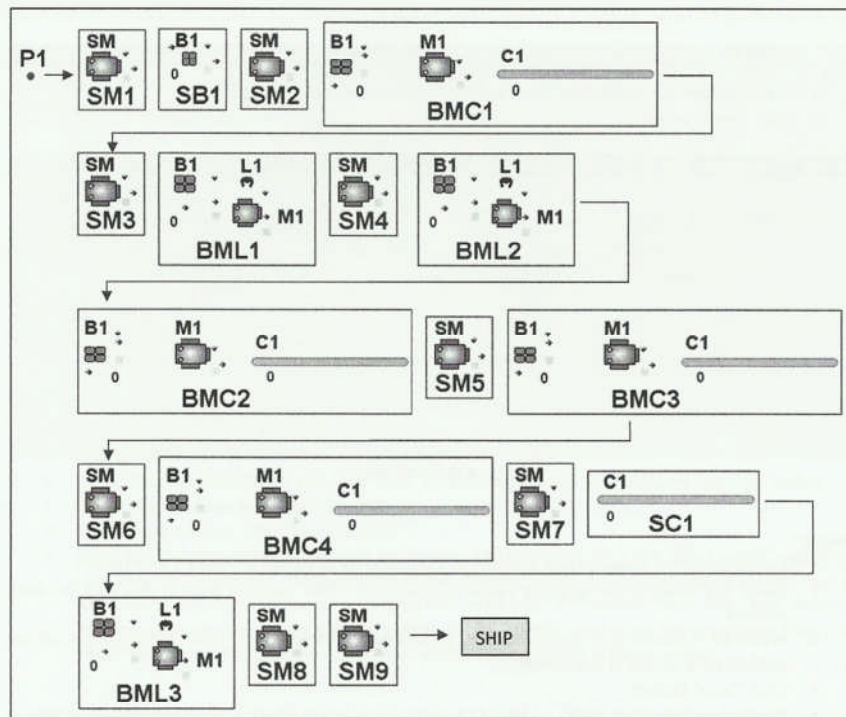 P1
SM
SM1
B1
0
SB1
SM
SM2
B1
M1
C1
0
0
BMC1
SM
SM3
B1
L1
0
M1
BML1
SM
SM4
B1
L1
0
M1
BML2
B1
M1
C1
0
0
BMC2
SM
SM5
B1
M1
C1
0
0
BMC3
SM
SM6
B1
M1
C1
0
0
BMC4
SM
SM7
C1
0
SC1
B1
L1
0
M1
BML3
SM
SM8
SM
SM9
SHIP